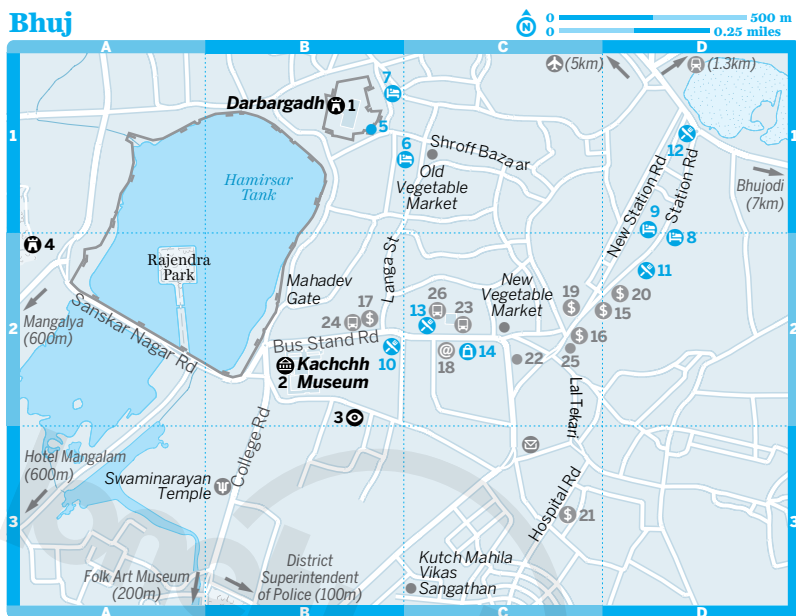 Bhuj
N
0 500 m
0 0.25 miles
A B C D
(5km)
(1.3km)
7
Darbargadh 1
5
1 1
6
Shroff Bazaar
12
Old
Vegetable
Market
Hamirsar
Tank
New Station Rd
Station Rd
Bhujodi
(7km)
9
8
4
Rajendra
Park
Langa St
11
Mahadev
Gate
New
Vegetable
Market
Mangalya
(600m)
Sanskar Nagar Rd
17
24
26
23
13
19
20
15
2 2
Bus Stand Rd
10
16
@
18
14
22
25
Kachchh
2 Museum
Lal Tekari
3
College Rd
Hotel Mangalam
(600m)
Swaminarayan
Temple
Hospital Rd
21
3 3
Folk Art Museum
(200m)
District
Superintendent
of Police (100m)
Kutch Mahila
Vikas
Sangathan
A B C D